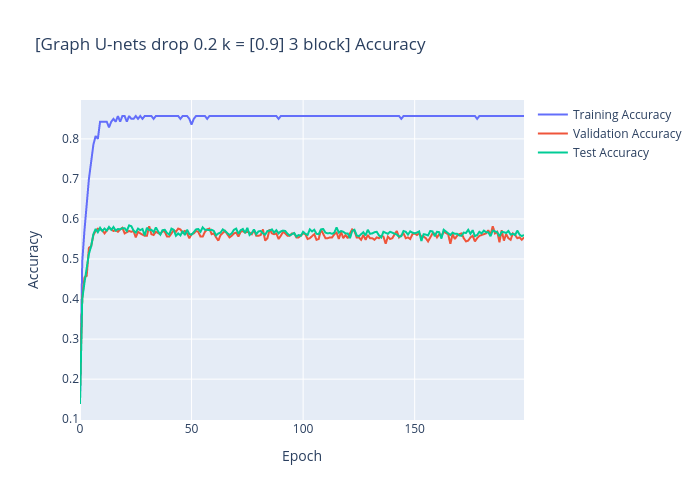 [Graph U-nets drop 0.2 k = [0.9] 3 block] Accuracy
Training Accuracy
Validation Accuracy
Test Accuracy
Accuracy
0.8
0.7
0.6
0.5
0.4
0.3
0.2
0.1
0
50
100
150
Epoch